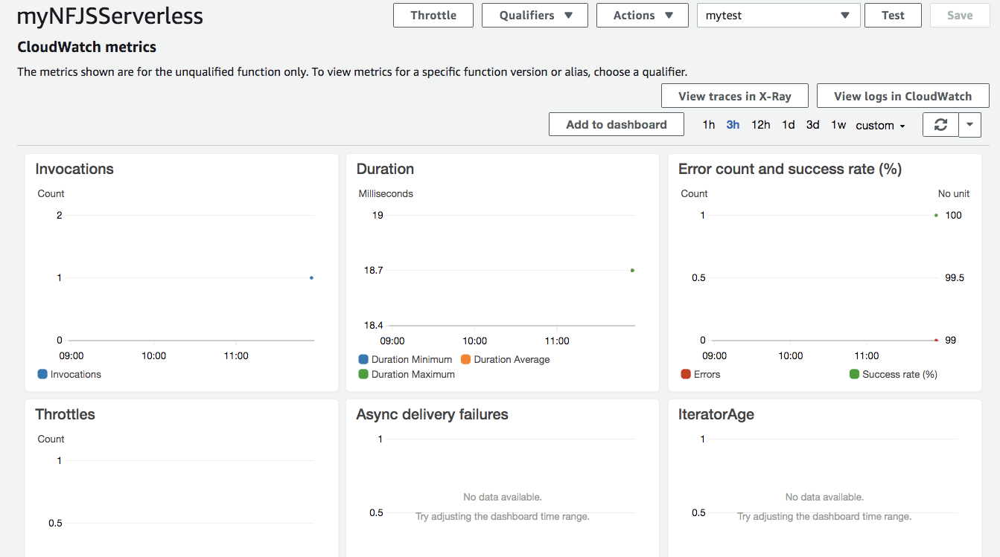 myNFJSServerless
Throttle
Qualifiers
Actions
mytest
Test
Save
CloudWatch metrics
The metrics shown are for the unqualified function only. To view metrics for a specific function version or alias, choose a qualifier.
View traces in X-Ray
View logs in CloudWatch
Add to dashboard
1h 3h 12h 1d 3d 1w custom
Invocations
Count
2
1
0
09:00 10:00 11:00
Invocations
Duration
Milliseconds
19
18.7
18.4
09:00 10:00 11:00
Duration Minimum Duration Average
Duration Maximum
Error count and success rate (%)
Count No unit
1 100
0.5 99.5
0 99
09:00 10:00 11:00
Errors Success rate (%)
Throttles
Count
1
0.5
Async delivery failures
1
No data available.
0.5 Try adjusting the dashboard time range.
IteratorAge
1
No data available.
0.5 Try adjusting the dashboard time range.